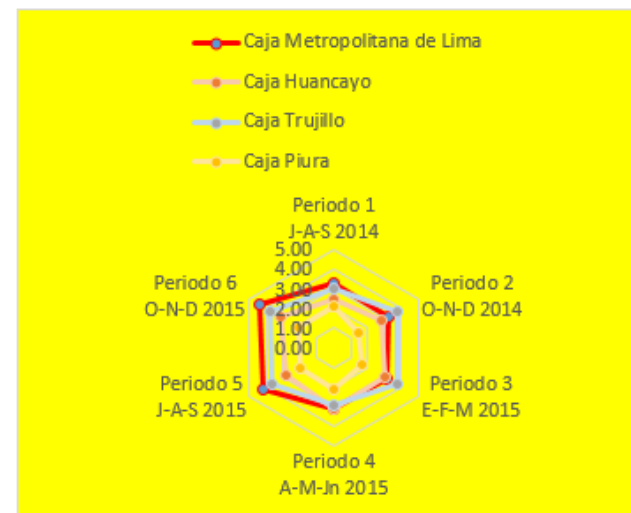 Caja Metropolitana de Lima
Caja Huancayo
Caja Trujillo
Caja Piura
Periodo 1
J-A-S 2014
5.00
4.00
3.00
2.00
1.00
0.00
Periodo 2
O-N-D 2014
Periodo 3
E-F-M 2015
Periodo 4
A-M-Jn 2015
Periodo 5
J-A-S 2015
Periodo 6
O-N-D 2015